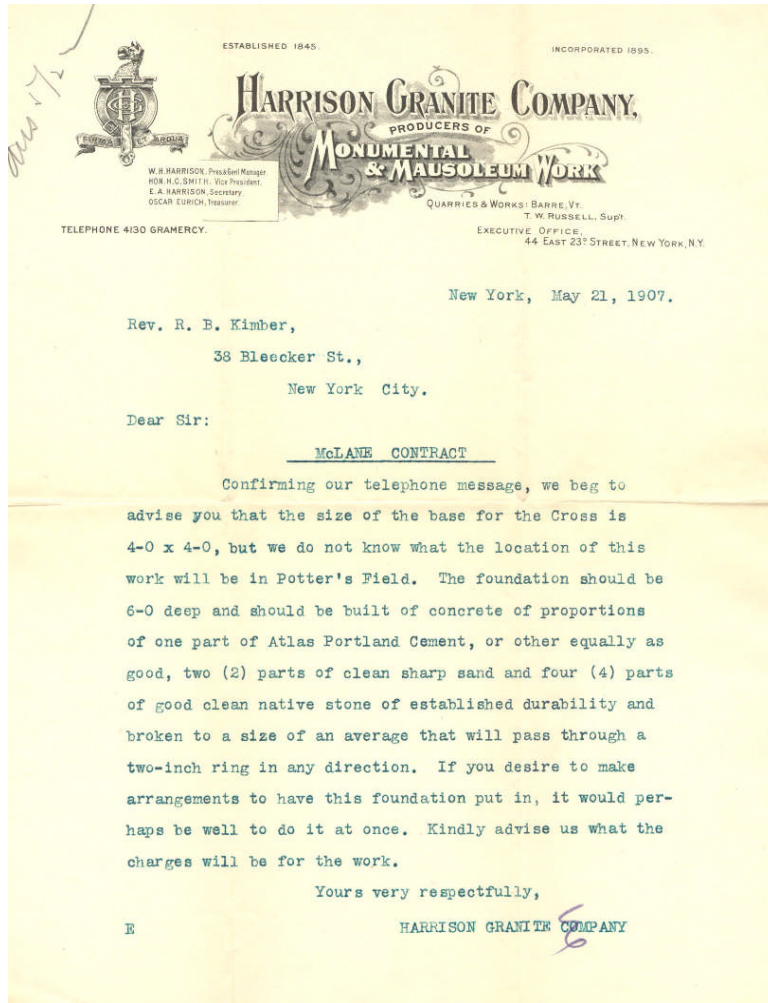 Ans 5/2
ESTABLISHED 1845.
INCORPORATED 1895.
HARRISON GRANITE COMPANY,
PRODUCERS OF
MONUMENTAL
& MAUSOLEUM WORK
FIRMA ET ARDUA
W.H. HARRISON, Pres. & Genl Manager.
HON. H.C. SMITH, Vice President.
E.A. HARRISON, Secretary.
OSCAR EURICH, Treasurer.
QUARRIES & WORKS: BARRE, VT.
T. W. RUSSELL, Sup't.
TELEPHONE 4130 GRAMERCY.
EXECUTIVE OFFICE,
44 EAST 23D STREET, NEW YORK, N.Y.
New York, May 21, 1907.
Rev. R. B. Kimber,
38 Bleecker St.,
New York City.
Dear Sir:
McLANE CONTRACT
Confirming our telephone message, we beg to
advise you that the size of the base for the Cross is
4-0 x 4-0, but we do not know what the location of this
work will be in Potter's Field. The foundation should be
6-0 deep and should be built of concrete of proportions
of one part of Atlas Portland Cement, or other equally as
good, two (2) parts of clean sharp sand and four (4) parts
of good clean native stone of established durability and
broken to a size of an average that will pass through a
two-inch ring in any direction. If you desire to make
arrangements to have this foundation put in, it would per-
haps be well to do it at once. Kindly advise us what the
charges will be for the work.
Yours very respectfully,
E HARRISON GRANITE COMPANY